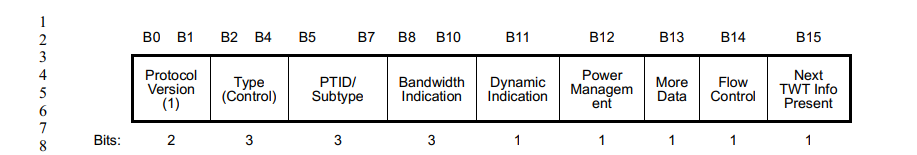 1
2
3
4
5
6
7
8
B0 B1 B2 B4 B5 B7 B8 B10 B11 B12 B13 B14 B15
Protocol
Version
(1)
Type
(Control)
PTID/
Subtype
Bandwidth
Indication
Dynamic
Indication
Power
Managem
ent
More
Data
Flow
Control
Next
TWT Info
Present
Bits: 2 3 3 3 1 1 1 1 1